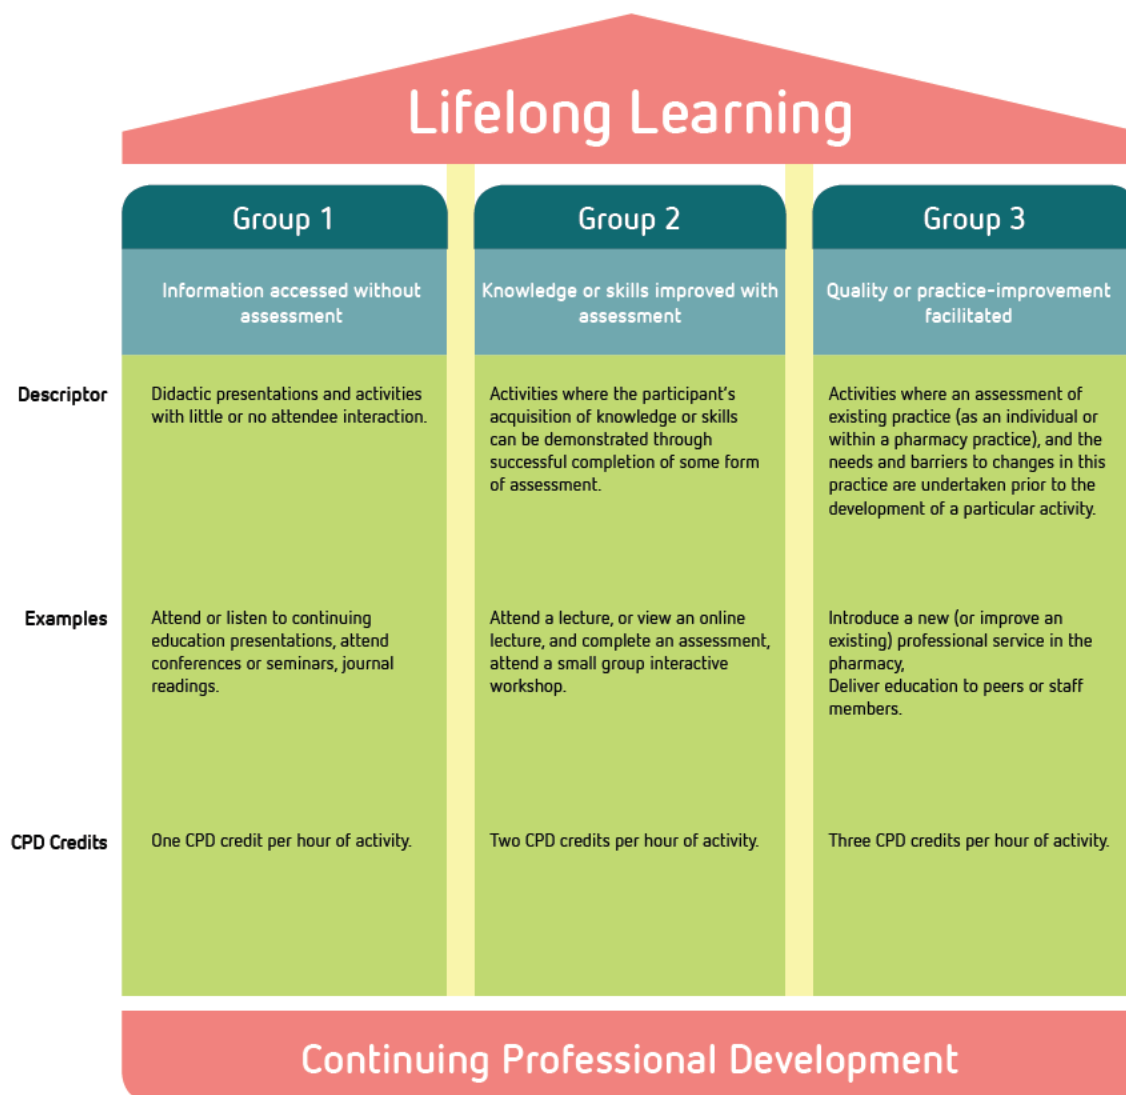 Lifelong Learning
Group 1
Group 2
Group 3
Information accessed without
assessment
Knowledge or skills improved with
assessment
Quality or practice-improvement
facilitated
Descriptor
Didactic presentations and activities
with little or no attendee interaction.
Activities where the participant's
acquisition of knowledge or skills
can be demonstrated through
successful completion of some form
of assessment.
Activities where an assessment of
existing practice (as an individual or
within a pharmacy practice), and the
needs and barriers to changes in this
practice are undertaken prior to the
development of a particular activity.
Examples
Attend or listen to continuing
education presentations, attend
conferences or seminars, journal
readings.
Attend a lecture, or view an online
lecture, and complete an assessment,
attend a small group interactive
workshop.
Introduce a new (or improve an
existing) professional service in the
pharmacy,
Deliver education to peers or staff
members.
CPD Credits
One CPD credit per hour of activity.
Two CPD credits per hour of activity.
Three CPD credits per hour of activity.
Continuing Professional Development